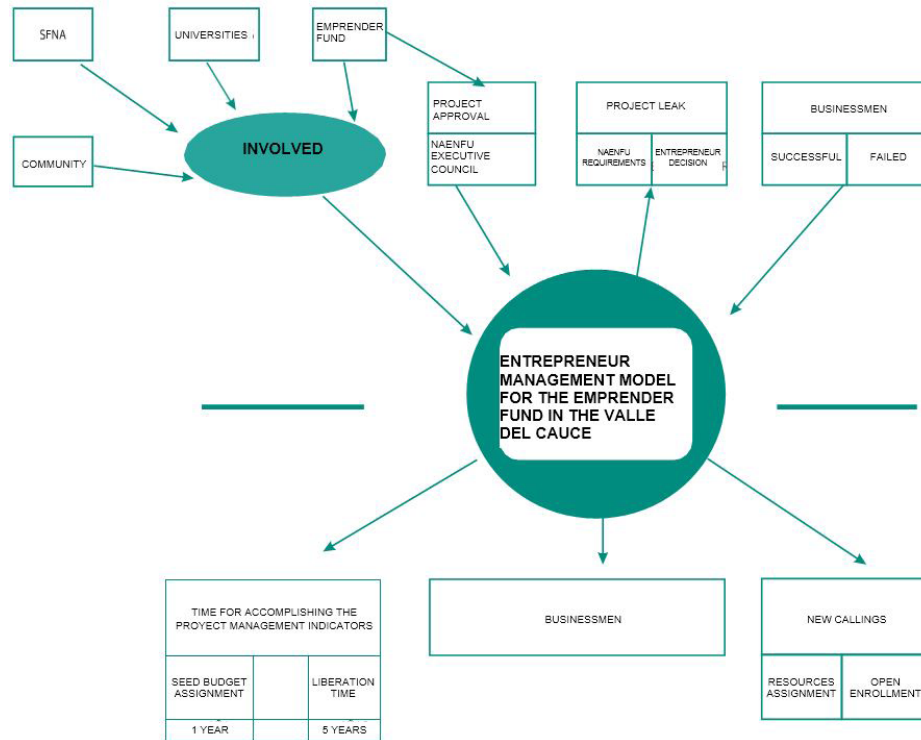 SFNA
UNIVERSITIES
EMPRENDER
FUND
COMMUNITY
INVOLVED
PROJECT
APPROVAL
NAENFU
EXECUTIVE
COUNCIL
PROJECT LEAK
NAENFU
REQUIREMENTS
ENTREPRENEUR
DECISION
BUSINESSMEN
SUCCESSFUL
FAILED
ENTREPRENEUR
MANAGEMENT MODEL
FOR THE EMPRENDER
FUND IN THE VALLE
DEL CAUCE
TIME FOR ACCOMPLISHING THE
PROYECT MANAGEMENT INDICATORS
SEED BUDGET
ASSIGNMENT
LIBERATION
TIME
1 YEAR
5 YEARS
BUSINESSMEN
NEW CALLINGS
RESOURCES
ASSIGNMENT
OPEN
ENROLLMENT